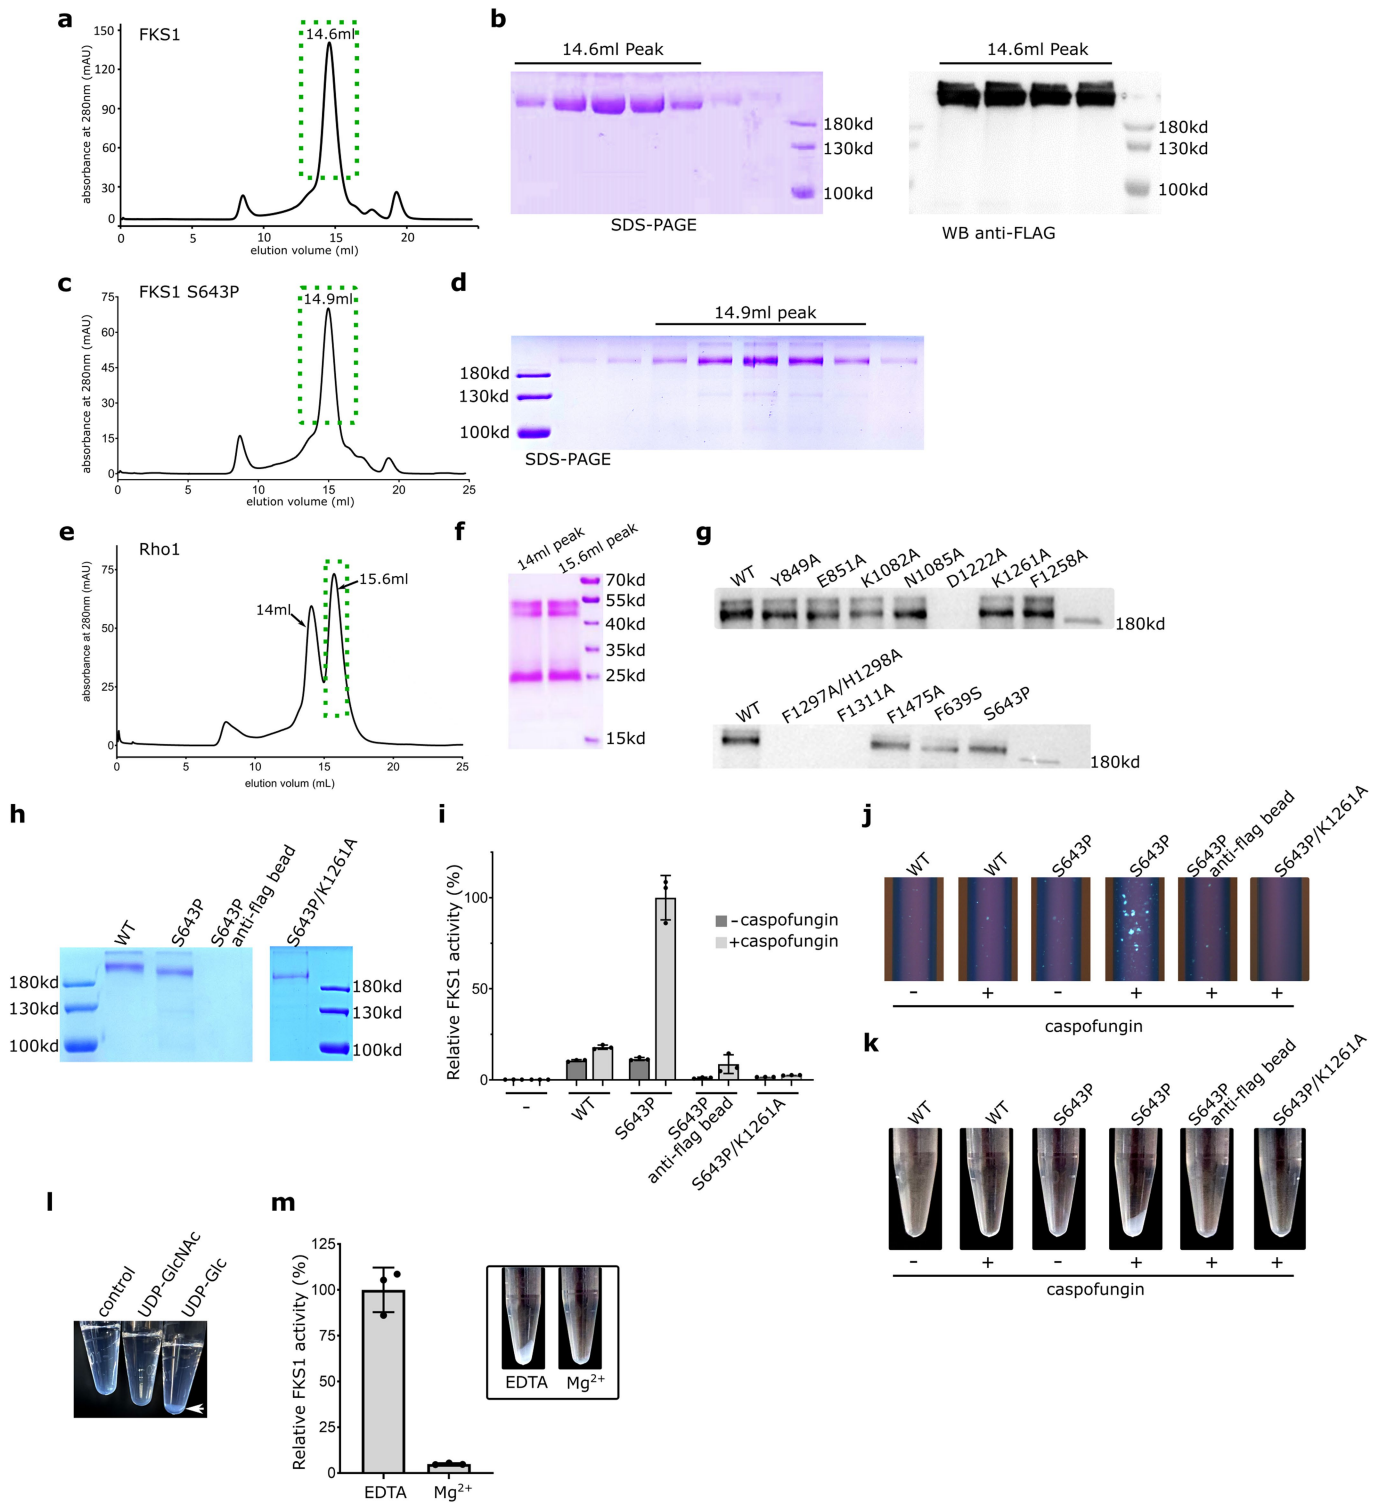 a
FKS1
14.6ml
absorbance at 280nm (mAU)
150
120
90
60
30
0
0
5
10
15
20
elution volume (ml)
b
14.6ml Peak
180kd
130kd
100kd
SDS-PAGE
14.6ml Peak
180kd
130kd
100kd
WB anti-FLAG
c
FKS1 S643P
14.9ml
absorbance at 280nm (mAU)
75
60
45
30
15
0
0
5
10
15
20
25
elution volume (ml)
d
14.9ml peak
180kd
130kd
100kd
SDS-PAGE
e
Rho1
15.6ml
14ml
absorbance at 280nm (mAU)
75
50
25
0
0
5
10
15
20
25
elution volum (mL)
f
14ml peak
15.6ml peak
70kd
55kd
40kd
35kd
25kd
15kd
g
WT
Y849A
E851A
K1082A
N1085A
D1222A
K1261A
F1258A
180kd
WT
F1297A/H1298A
F1311A
F1475A
F639S
S643P
180kd
h
WT
S643P
S643P
anti-flag bead
S643P/K1261A
180kd
130kd
100kd
180kd
130kd
100kd
i
Relative FKS1 activity (%)
100
50
0
-caspofungin
+caspofungin
-
WT
S643P
S643P
anti-flag bead
S643P/K1261A
j
WT
WT
S643P
S643P
S643P
anti-flag bead
S643P/K1261A
- + - + + +
caspofungin
k
WT
WT
S643P
S643P
S643P
anti-flag bead
S643P/K1261A
- + - + + +
caspofungin
l
control
UDP-GlcNAc
UDP-Glc
m
Relative FKS1 activity (%)
125
100
75
50
25
0
EDTA
Mg²⁺
EDTA
Mg²⁺